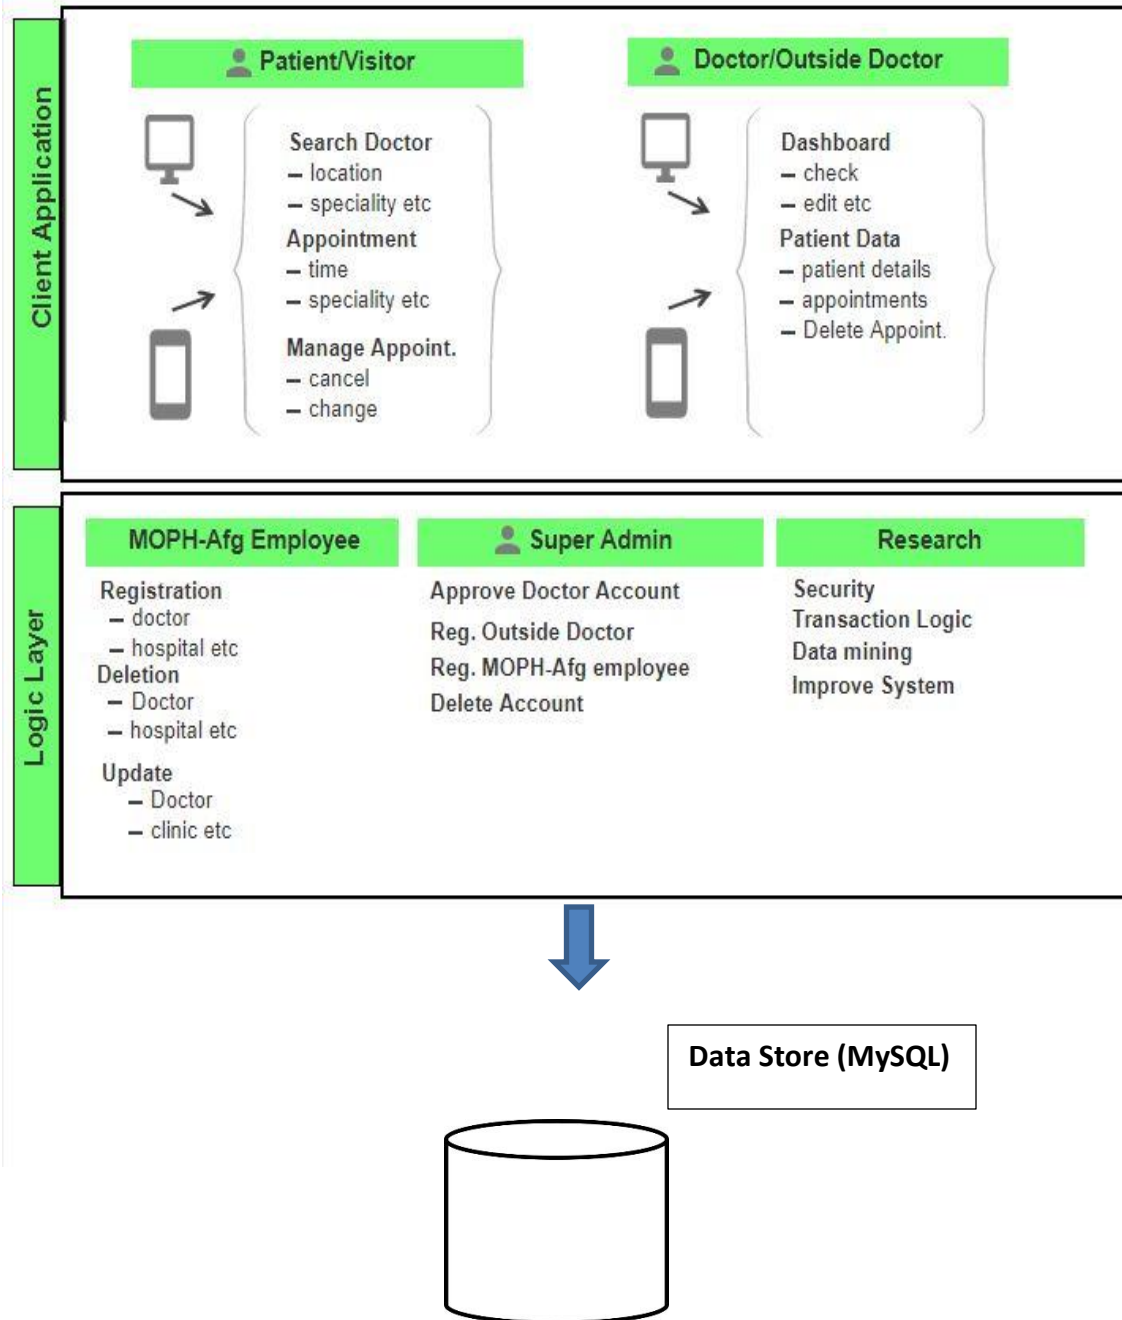 Client Application
Patient/Visitor
Search Doctor
– location
– speciality etc
Appointment
– time
– speciality etc
Manage Appoint.
– cancel
– change
Doctor/Outside Doctor
Dashboard
– check
– edit etc
Patient Data
– patient details
– appointments
– Delete Appoint.
Logic Layer
MOPH-Afg Employee
Registration
– doctor
– hospital etc
Deletion
– Doctor
– hospital etc
Update
– Doctor
– clinic etc
Super Admin
Approve Doctor Account
Reg. Outside Doctor
Reg. MOPH-Afg employee
Delete Account
Research
Security
Transaction Logic
Data mining
Improve System
Data Store (MySQL)